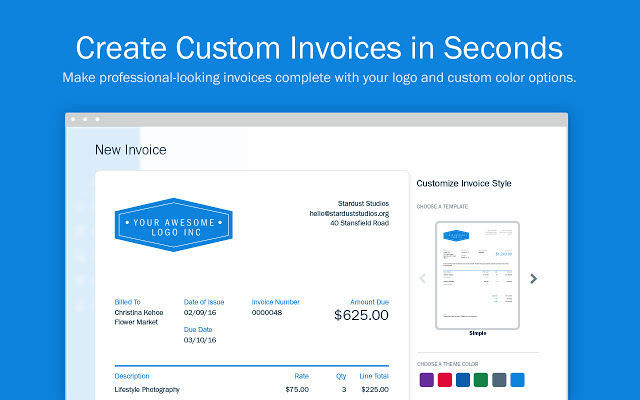 Create Custom Invoices in Seconds
Make professional-looking invoices complete with your logo and custom color options.
New Invoice
YOUR AWESOME
LOGO INC
Stardust Studios
hello@starduststudios.org
40 Stansfield Road
Billed To
Christina Kehoe
Flower Market
Date of Issue
02/09/16
Due Date
03/10/16
Invoice Number
0000048
Amount Due
$625.00
Description Rate Qty Line Total
Lifestyle Photography $75.00 3 $225.00
Customize Invoice Style
CHOOSE A TEMPLATE
Simple
CHOOSE A THEME COLOR